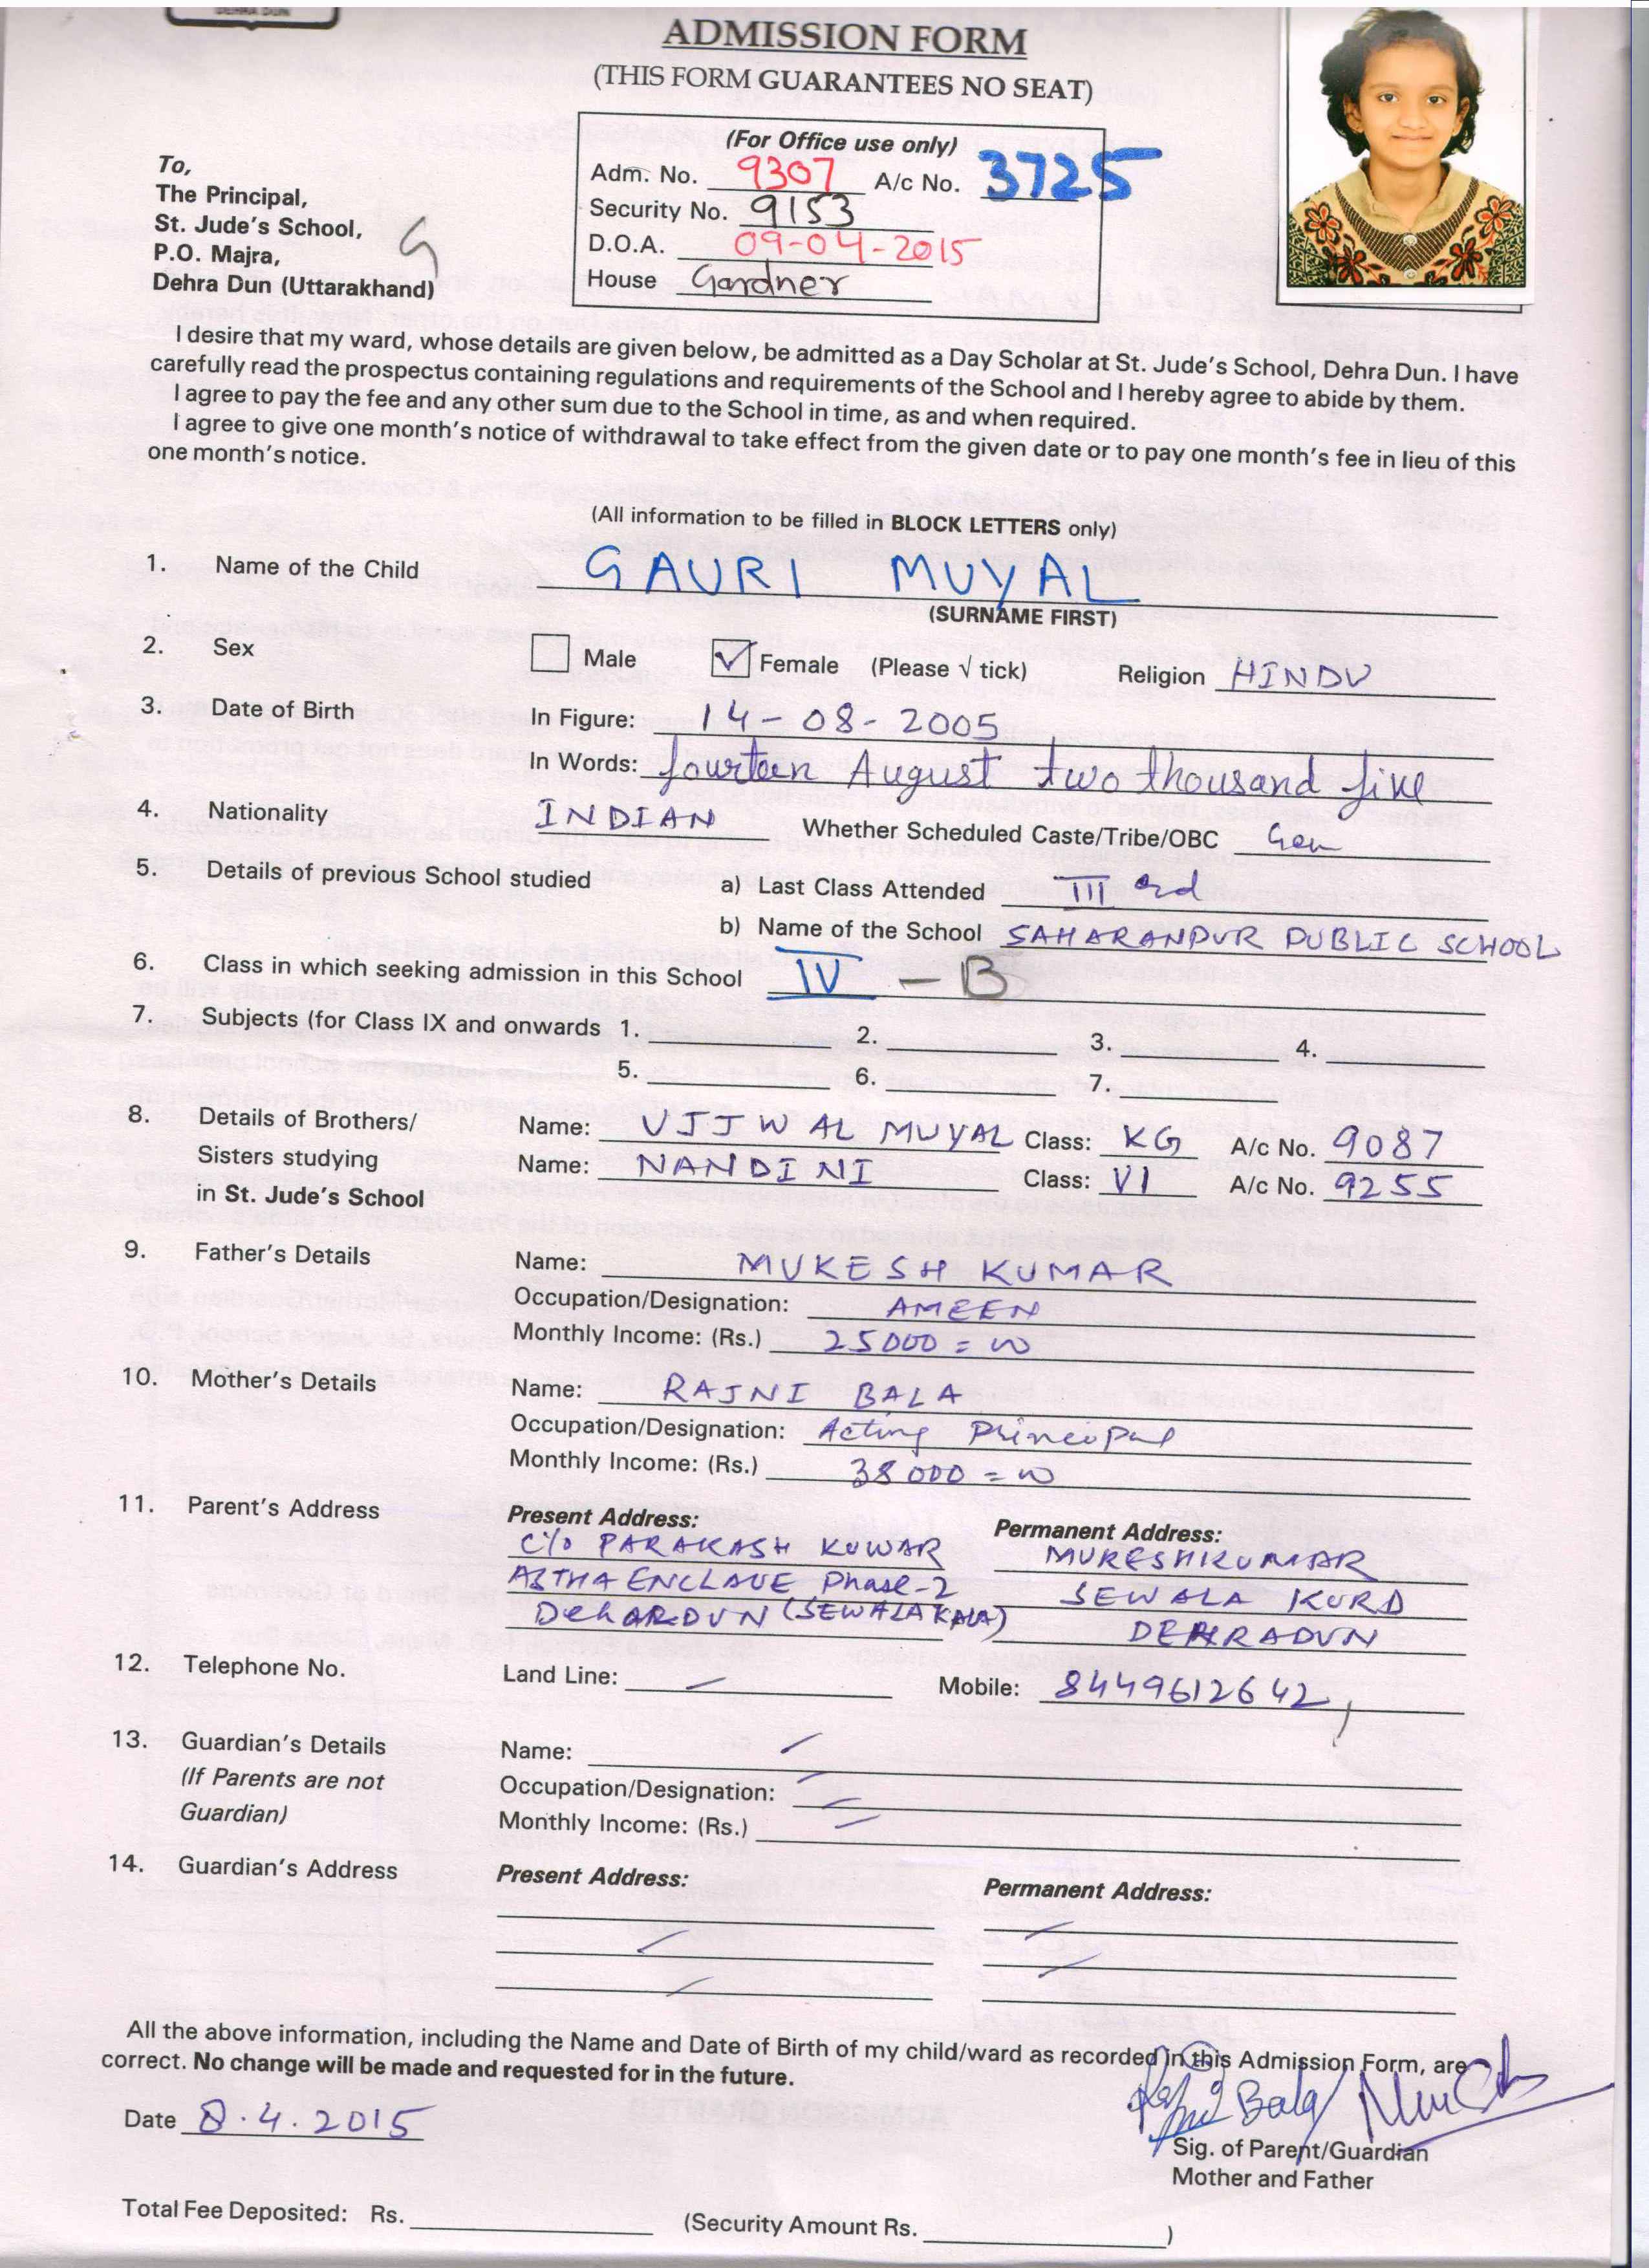 DEHRA DUN
ADMISSION FORM
(THIS FORM GUARANTEES NO SEAT)
(For Office use only)
Adm. No. 9307 A/c No. 3725
Security No. 9153
D.O.A. 09-04-2015
House Gardner
To,
The Principal,
St. Jude's School,
P.O. Majra,
Dehra Dun (Uttarakhand)
G
I desire that my ward, whose details are given below, be admitted as a Day Scholar at St. Jude's School, Dehra Dun. I have
carefully read the prospectus containing regulations and requirements of the School and I hereby agree to abide by them.
I agree to pay the fee and any other sum due to the School in time, as and when required.
I agree to give one month's notice of withdrawal to take effect from the given date or to pay one month's fee in lieu of this
one month's notice.
(All information to be filled in BLOCK LETTERS only)
1. Name of the Child GAURI MUYAL
(SURNAME FIRST)
2. Sex Male Female (Please √ tick) Religion HINDU
3. Date of Birth In Figure: 14-08-2005
In Words: fourteen August two thousand five
4. Nationality INDIAN Whether Scheduled Caste/Tribe/OBC Gen
5. Details of previous School studied a) Last Class Attended III rd
b) Name of the School SAHARANPUR PUBLIC SCHOOL
6. Class in which seeking admission in this School IV - B
7. Subjects (for Class IX and onwards 1. 2. 3. 4.
5. 6. 7.
8. Details of Brothers/ Name: UJJWAL MUYAL Class: KG A/c No. 9087
Sisters studying Name: NANDINI Class: VI A/c No. 9255
in St. Jude's School
9. Father's Details Name: MUKESH KUMAR
Occupation/Designation: AMEEN
Monthly Income: (Rs.) 25000=00
10. Mother's Details Name: RAJNI BALA
Occupation/Designation: Acting Principal
Monthly Income: (Rs.) 38000=00
11. Parent's Address Present Address: Permanent Address:
C/o PARAKASH KUWAR MUKESHKUMAR
ASTHA ENCLAVE Phase-2 SEWALA KURD
DehARDUN (SEWALA KALA) DEHRADUN
12. Telephone No. Land Line: — Mobile: 8449612642,
13. Guardian's Details Name:
(If Parents are not Occupation/Designation:
Guardian) Monthly Income: (Rs.)
14. Guardian's Address Present Address: Permanent Address:
All the above information, including the Name and Date of Birth of my child/ward as recorded in this Admission Form, are
correct. No change will be made and requested for in the future.
Date 8.4.2015 Rajni Bala
Sig. of Parent/Guardian
Mother and Father
Total Fee Deposited: Rs. (Security Amount Rs. )